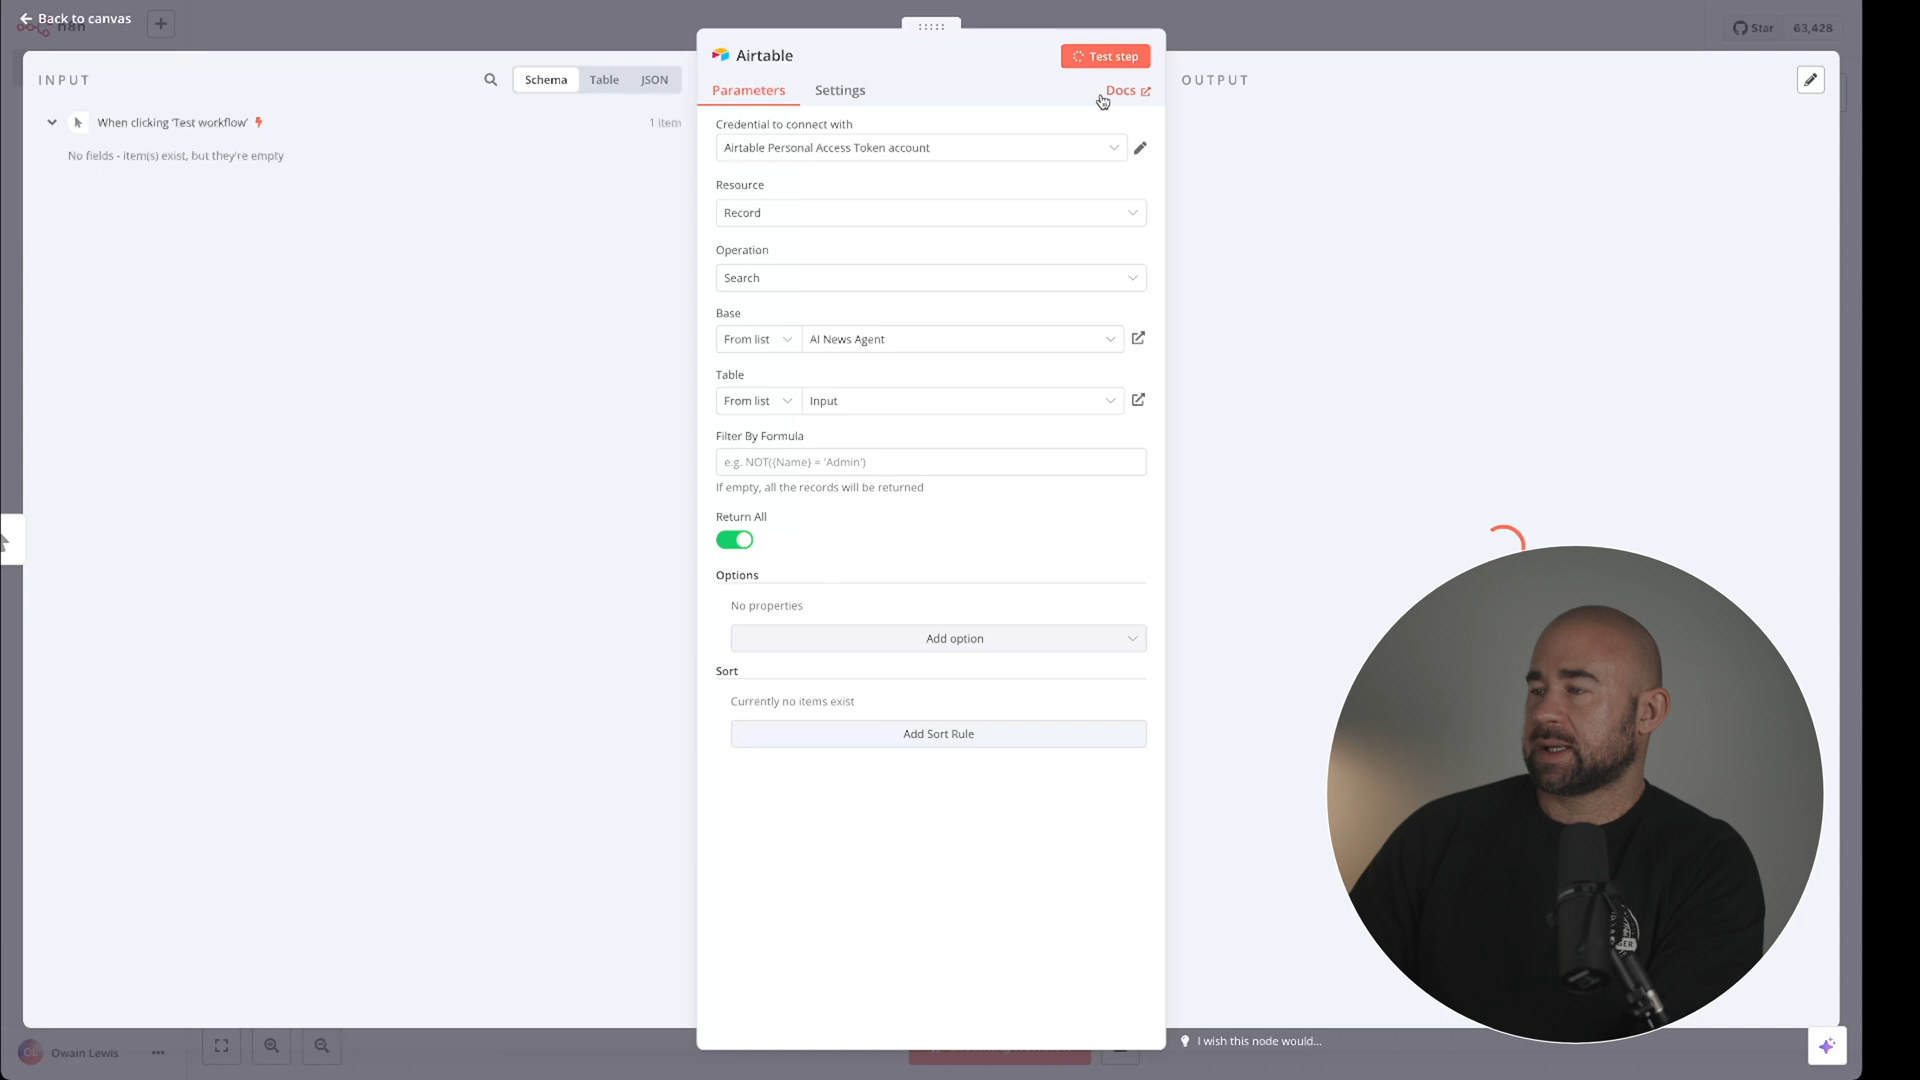 Back to canvas
n8n
Star 63,428
INPUT
Schema Table JSON
When clicking 'Test workflow'
1 item
No fields - item(s) exist, but they're empty
Airtable
Test step
Parameters Settings Docs
Credential to connect with
Airtable Personal Access Token account
Resource
Record
Operation
Search
Base
From list AI News Agent
Table
From list Input
Filter By Formula
e.g. NOT({Name} = 'Admin')
If empty, all the records will be returned
Return All
Options
No properties
Add option
Sort
Currently no items exist
Add Sort Rule
OUTPUT
I wish this node would...
OL Owain Lewis